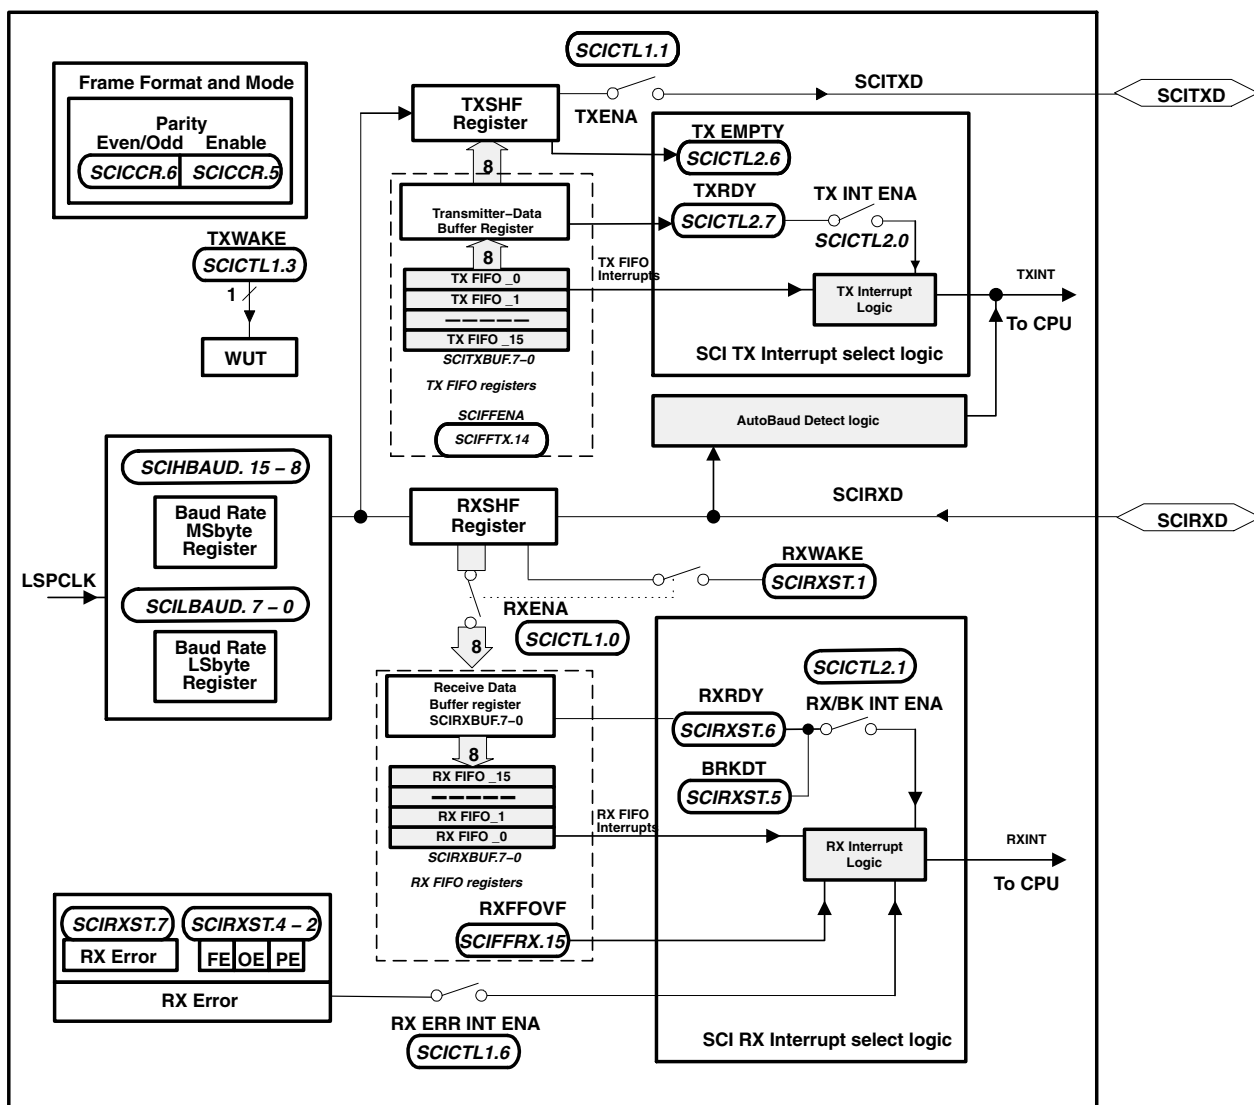 SCICTL1.1
Frame Format and Mode
Parity
Even/Odd Enable
SCICCR.6 SCICCR.5
TXSHF
Register
TXENA
SCITXD
SCITXD
TX EMPTY
SCICTL2.6
8
Transmitter–Data
Buffer Register
TXRDY
SCICTL2.7
TX INT ENA
SCICTL2.0
TXWAKE
SCICTL1.3
1
WUT
8
TX FIFO _0
TX FIFO _1
–––––
TX FIFO _15
SCITXBUF.7–0
TX FIFO registers
SCIFFENA
SCIFFTX.14
TX FIFO
Interrupts
TX Interrupt
Logic
TXINT
To CPU
SCI TX Interrupt select logic
AutoBaud Detect logic
SCIHBAUD. 15 – 8
Baud Rate
MSbyte
Register
LSPCLK
SCILBAUD. 7 – 0
Baud Rate
LSbyte
Register
RXSHF
Register
SCIRXD
SCIRXD
RXWAKE
SCIRXST.1
RXENA
SCICTL1.0
8
Receive Data
Buffer register
SCIRXBUF.7–0
8
RX FIFO _15
–––––
RX FIFO_1
RX FIFO _0
SCIRXBUF.7–0
RX FIFO registers
RXFFOVF
SCIFFRX.15
SCICTL2.1
RXRDY
SCIRXST.6
RX/BK INT ENA
BRKDT
SCIRXST.5
RX FIFO
Interrupts
RX Interrupt
Logic
RXINT
To CPU
SCI RX Interrupt select logic
SCIRXST.7 SCIRXST.4 – 2
RX Error FE OE PE
RX Error
RX ERR INT ENA
SCICTL1.6